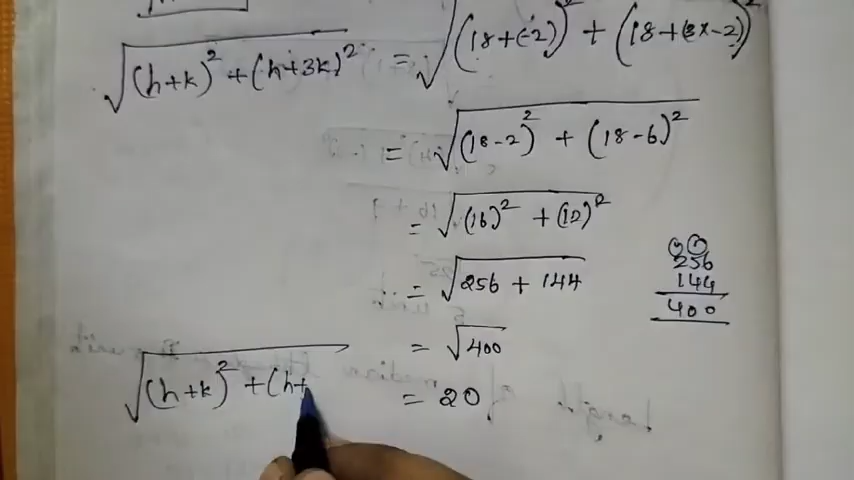 √((h+k)² + (h+3k)²) = √((18+(-2))² + (18+(3x-2))²)
= √((18-2)² + (18-6)²)
= √((16)² + (12)²)
= √(256 + 144)
256
144
400
= √400
√((h+k)² + (h+
= 20